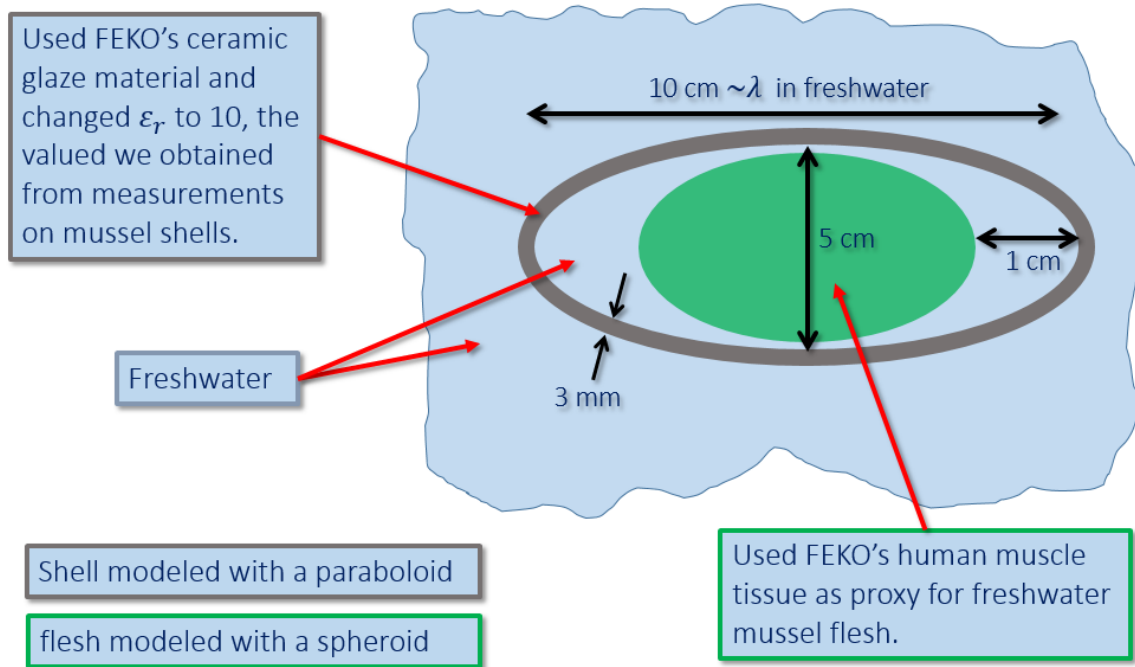 Used FEKO's ceramic
glaze material and
changed εr to 10, the
valued we obtained
from measurements
on mussel shells.
10 cm ~λ in freshwater
5 cm
1 cm
Freshwater
3 mm
Shell modeled with a paraboloid
flesh modeled with a spheroid
Used FEKO's human muscle
tissue as proxy for freshwater
mussel flesh.